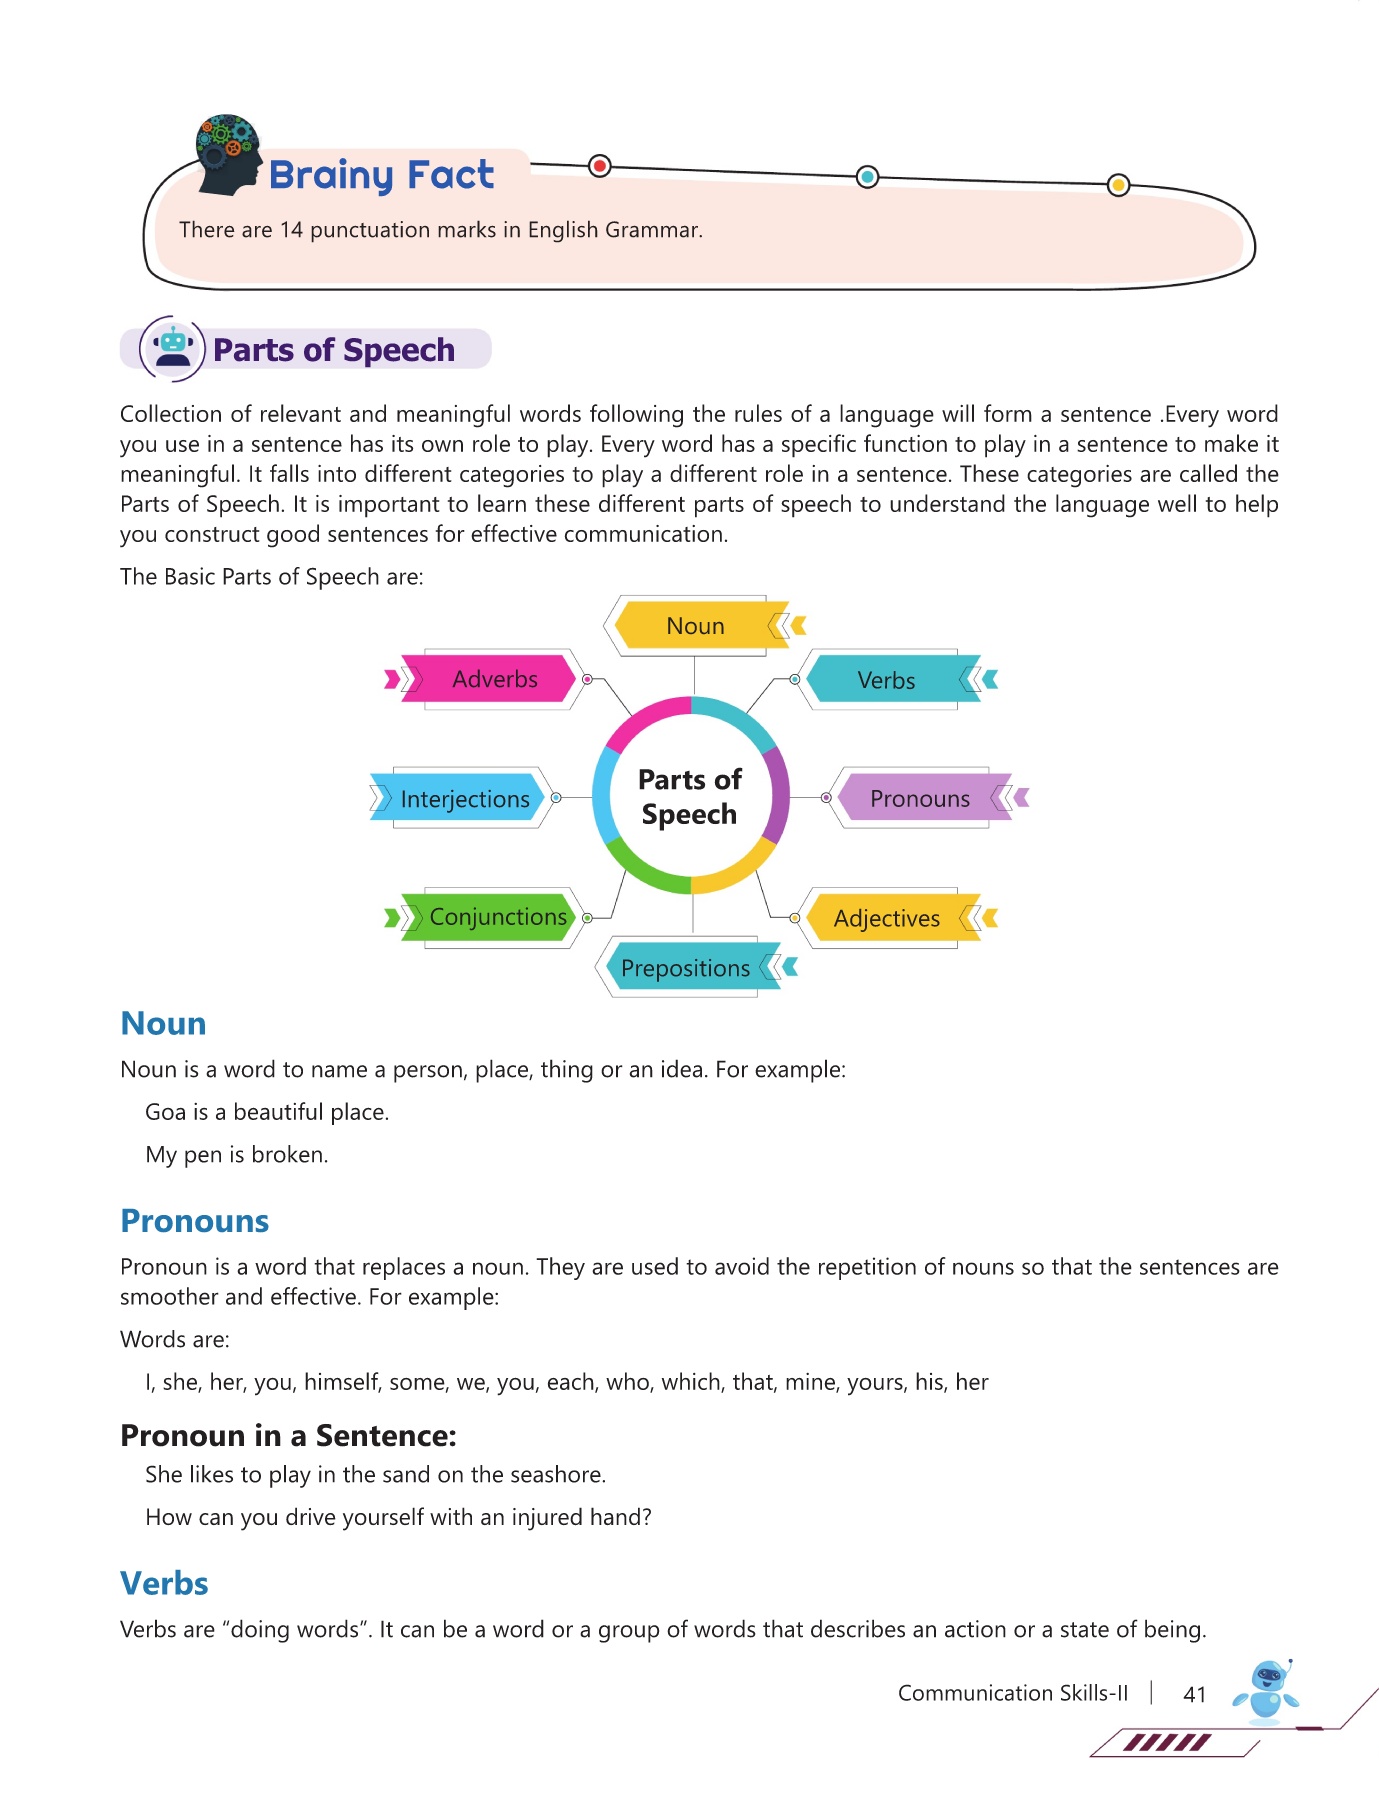 Brainy Fact
There are 14 punctuation marks in English Grammar.
Parts of Speech
Collection of relevant and meaningful words following the rules of a language will form a sentence .Every word
you use in a sentence has its own role to play. Every word has a specific function to play in a sentence to make it
meaningful. It falls into different categories to play a different role in a sentence. These categories are called the
Parts of Speech. It is important to learn these different parts of speech to understand the language well to help
you construct good sentences for effective communication.
The Basic Parts of Speech are:
Noun
Adverbs
Verbs
Interjections
Parts of
Speech
Pronouns
Conjunctions
Adjectives
Prepositions
Noun
Noun is a word to name a person, place, thing or an idea. For example:
Goa is a beautiful place.
My pen is broken.
Pronouns
Pronoun is a word that replaces a noun. They are used to avoid the repetition of nouns so that the sentences are
smoother and effective. For example:
Words are:
I, she, her, you, himself, some, we, you, each, who, which, that, mine, yours, his, her
Pronoun in a Sentence:
She likes to play in the sand on the seashore.
How can you drive yourself with an injured hand?
Verbs
Verbs are “doing words”. It can be a word or a group of words that describes an action or a state of being.
Communication Skills-II | 41